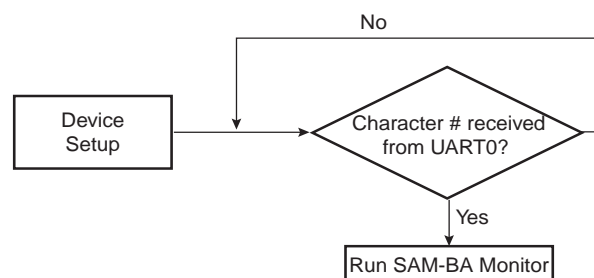 No
Device
Setup
Character # received
from UART0?
Yes
Run SAM-BA Monitor